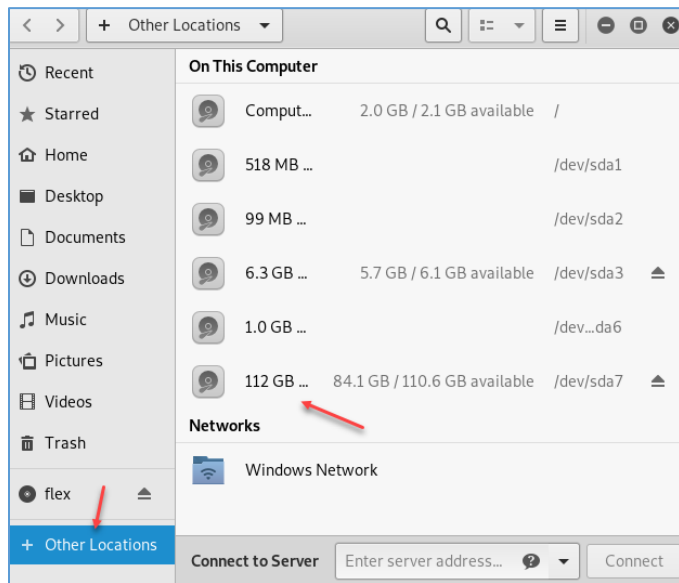 + Other Locations
Recent
Starred
Home
Desktop
Documents
Downloads
Music
Pictures
Videos
Trash
flex
+ Other Locations
On This Computer
Comput... 2.0 GB / 2.1 GB available /
518 MB ... /dev/sda1
99 MB ... /dev/sda2
6.3 GB ... 5.7 GB / 6.1 GB available /dev/sda3
1.0 GB ... /dev...da6
112 GB ... 84.1 GB / 110.6 GB available /dev/sda7
Networks
Windows Network
Connect to Server Enter server address... ? Connect